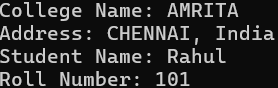 College Name: AMRITA
Address: CHENNAI, India
Student Name: Rahul
Roll Number: 101